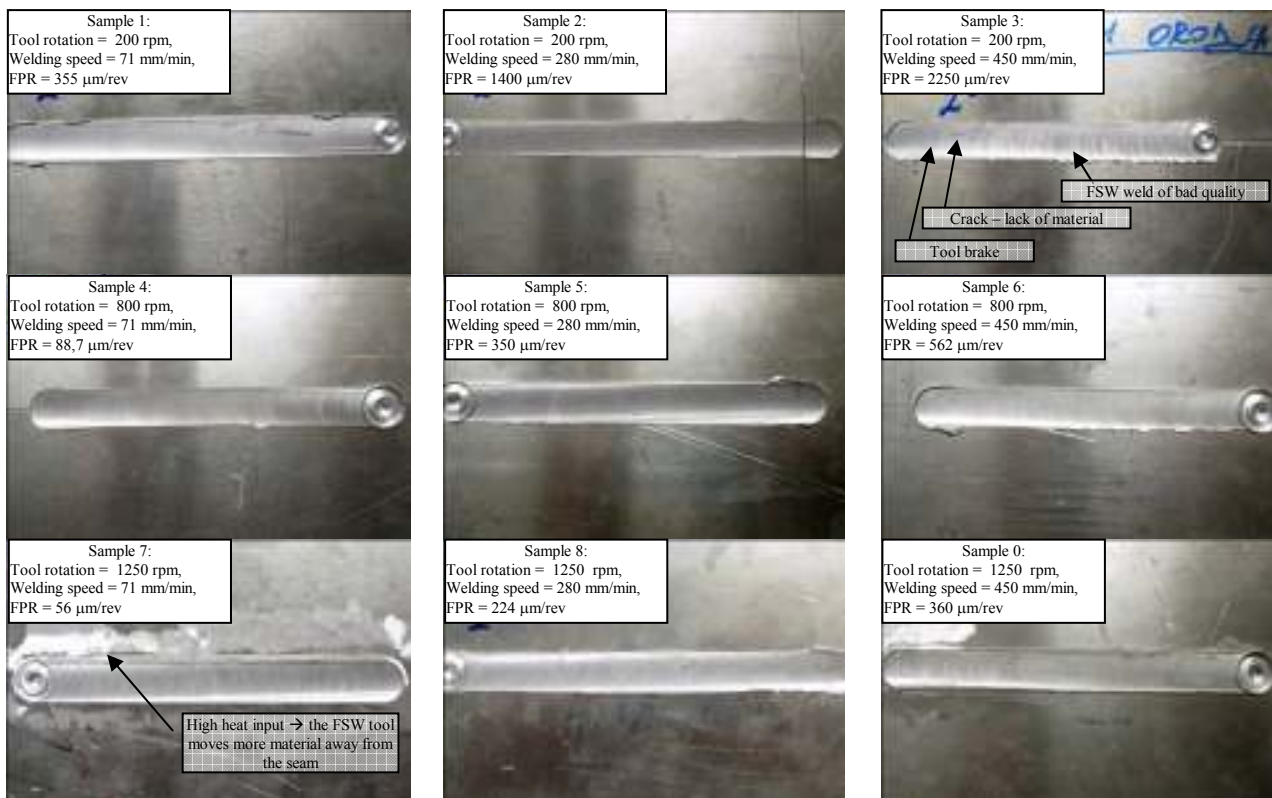 Sample 1:
Tool rotation = 200 rpm,
Welding speed = 71 mm/min,
FPR = 355 μm/rev
Sample 2:
Tool rotation = 200 rpm,
Welding speed = 280 mm/min,
FPR = 1400 μm/rev
Sample 3:
Tool rotation = 200 rpm,
Welding speed = 450 mm/min,
FPR = 2250 μm/rev
FSW weld of bad quality
Crack – lack of material
Tool brake
Sample 4:
Tool rotation = 800 rpm,
Welding speed = 71 mm/min,
FPR = 88,7 μm/rev
Sample 5:
Tool rotation = 800 rpm,
Welding speed = 280 mm/min,
FPR = 350 μm/rev
Sample 6:
Tool rotation = 800 rpm,
Welding speed = 450 mm/min,
FPR = 562 μm/rev
Sample 7:
Tool rotation = 1250 rpm,
Welding speed = 71 mm/min,
FPR = 56 μm/rev
High heat input → the FSW tool
moves more material away from
the seam
Sample 8:
Tool rotation = 1250 rpm,
Welding speed = 280 mm/min,
FPR = 224 μm/rev
Sample 0:
Tool rotation = 1250 rpm,
Welding speed = 450 mm/min,
FPR = 360 μm/rev